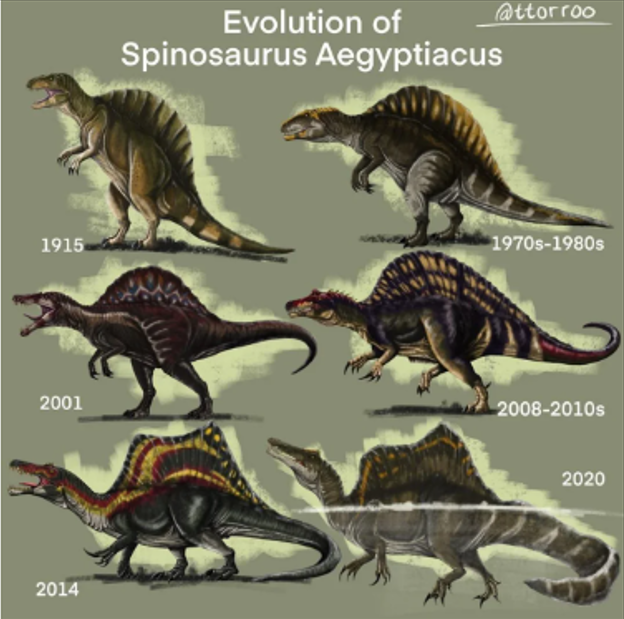 @ttorroo
Evolution of
Spinosaurus Aegyptiacus
1915
1970s-1980s
2001
2008-2010s
2020
2014